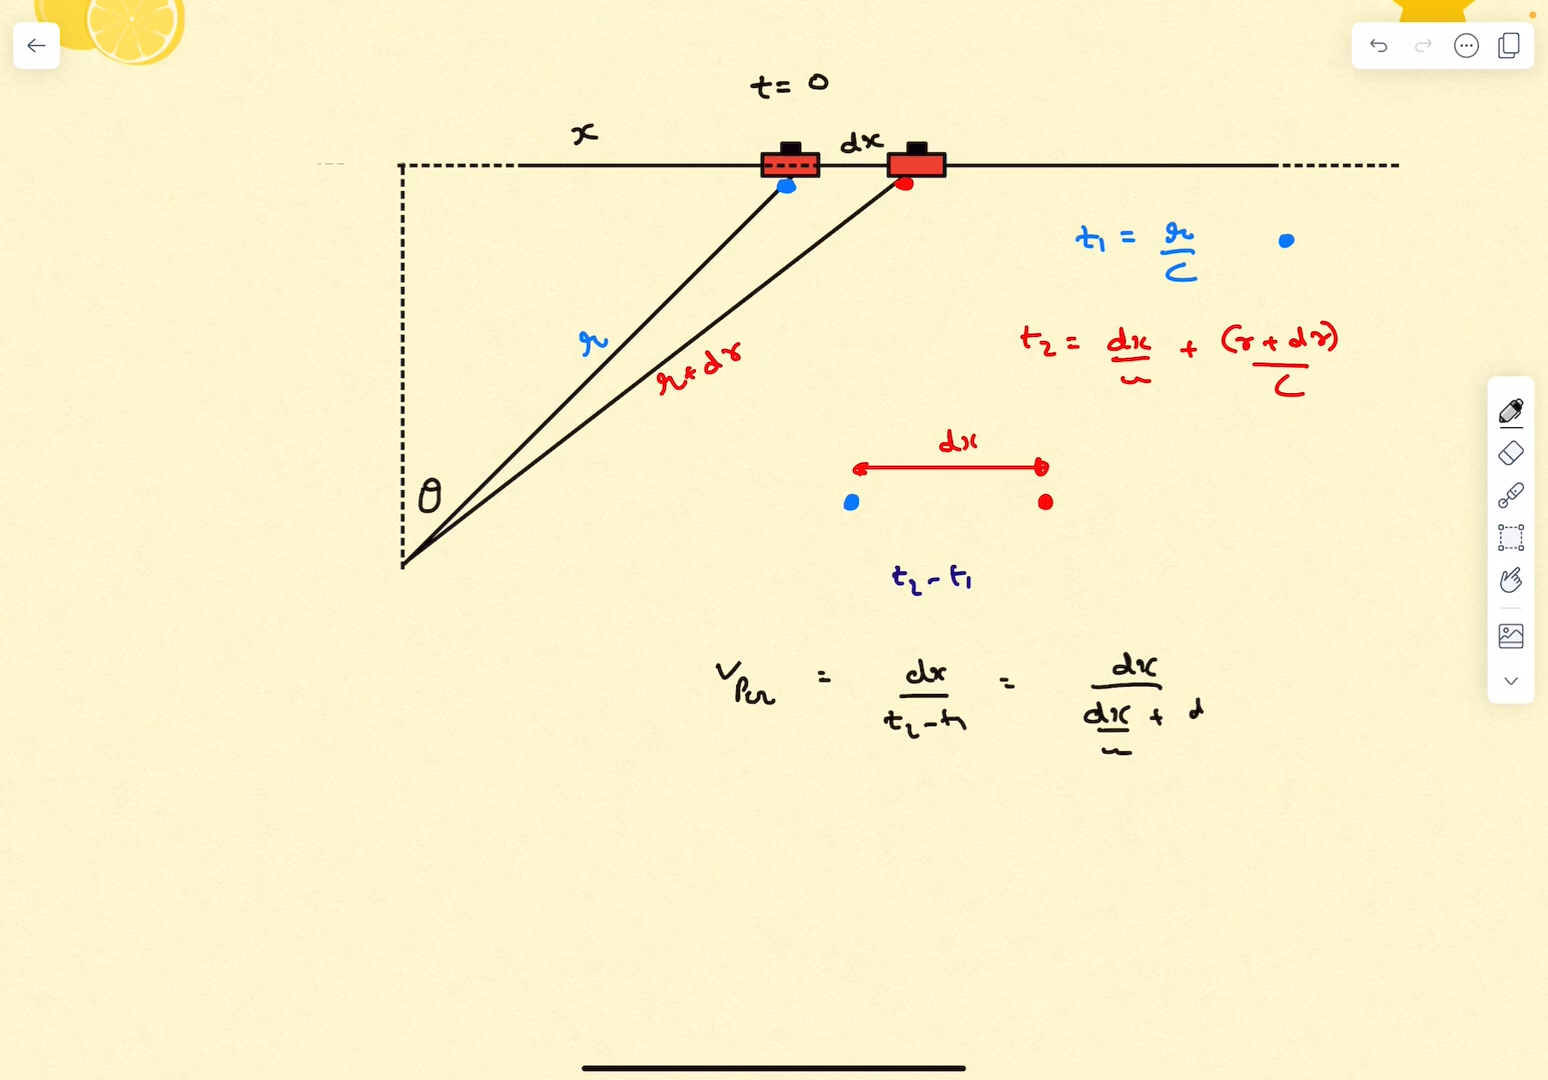 t = 0
x
dx
t₁ = r/c
r
r + dr
t₂ = dx/u + (r + dr)/c
dx
θ
t₂ - t₁
V_per = dx/(t₂ - t₁) = dx/(dx/u + d